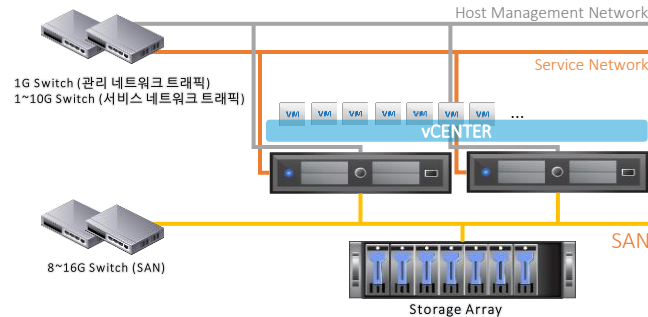 Host Management Network
Service Network
1G Switch (관리 네트워크 트래픽)
1~10G Switch (서비스 네트워크 트래픽)
VM VM VM VM VM VM VM ...
vCENTER
SAN
8~16G Switch (SAN)
Storage Array